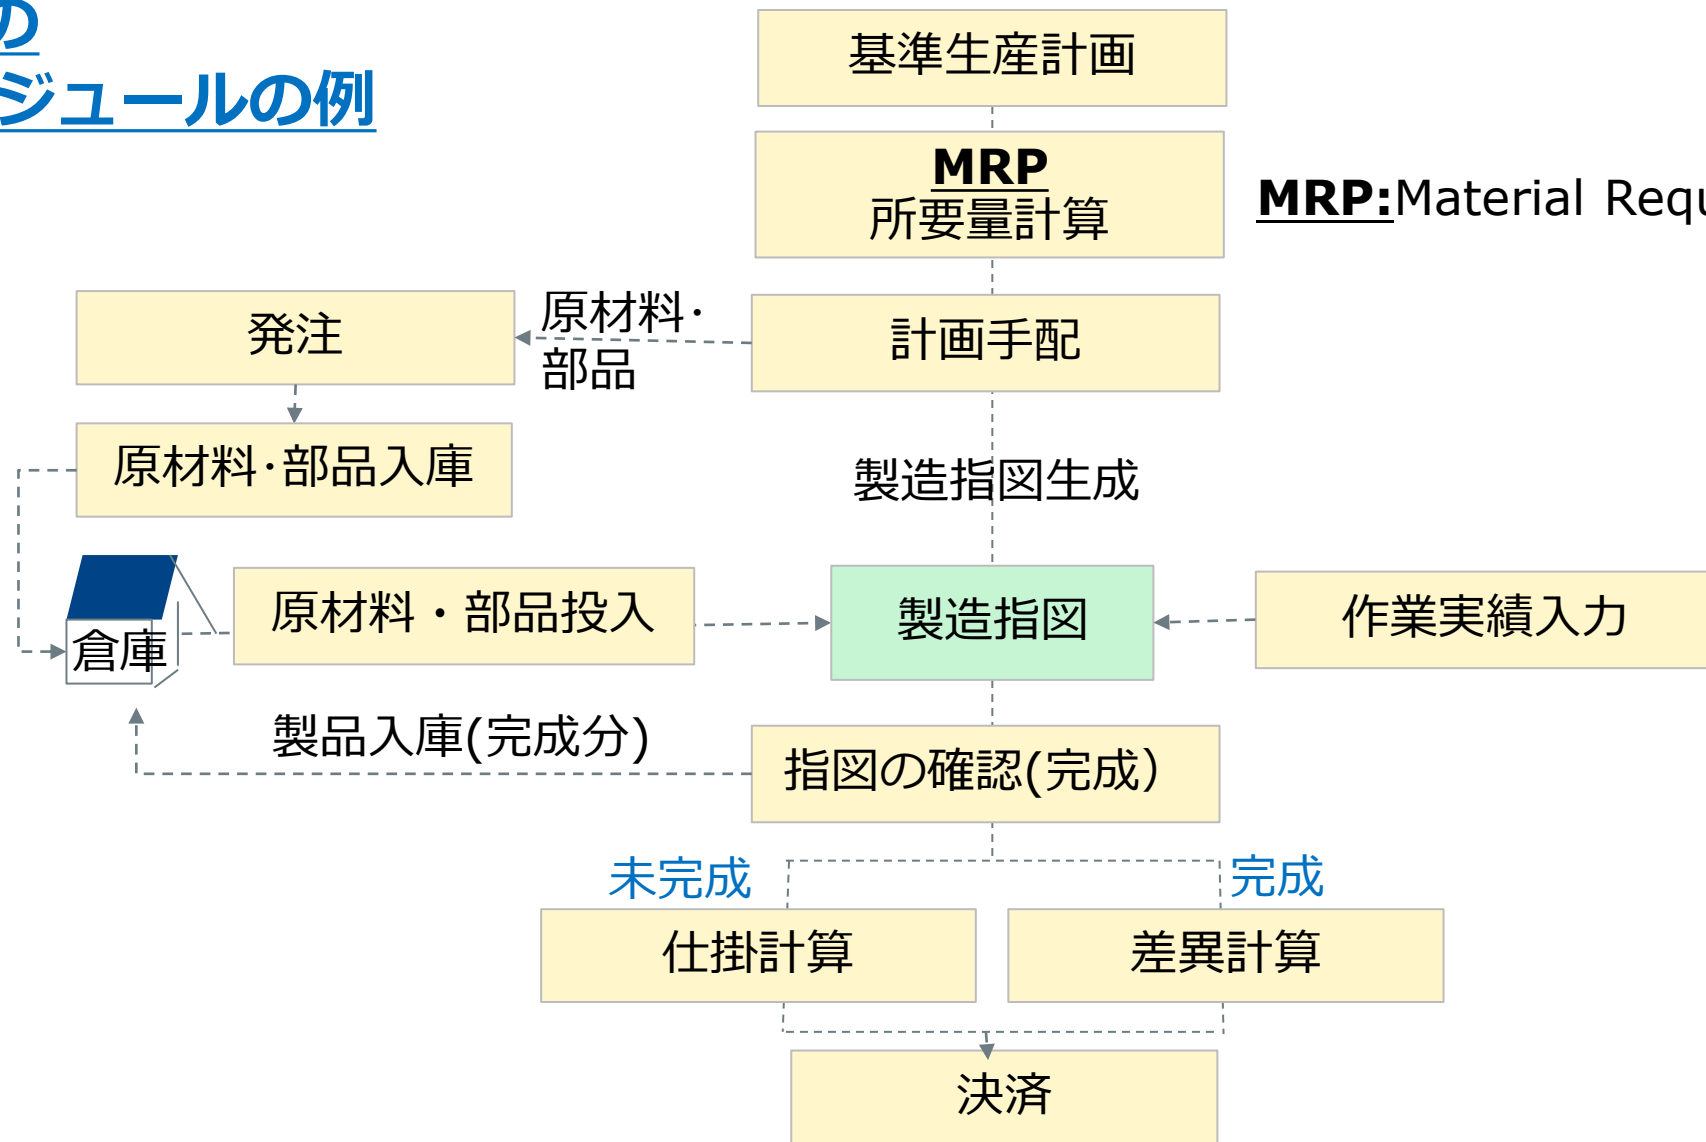 の
ジュールの例
基準生産計画
MRP
所要量計算
MRP:Material
計画手配
原材料･
部品
発注
原材料･部品入庫
製造指図生成
倉庫
原材料・部品投入
製造指図
作業実績入力
製品入庫(完成分)
指図の確認(完成）
未完成
完成
仕掛計算
差異計算
決済